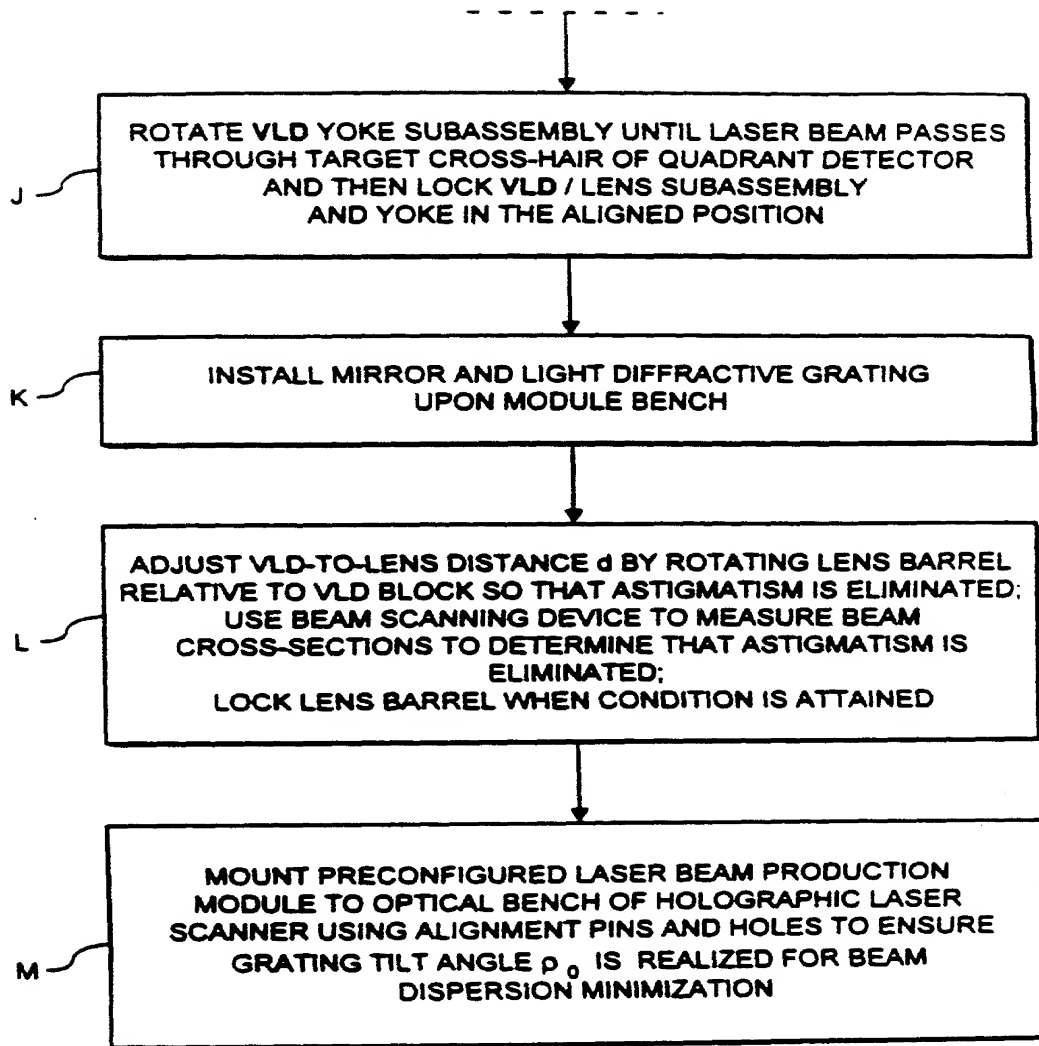 ROTATE VLD YOKE SUBASSEMBLY UNTIL LASER BEAM PASSES
THROUGH TARGET CROSS-HAIR OF QUADRANT DETECTOR
AND THEN LOCK VLD / LENS SUBASSEMBLY
AND YOKE IN THE ALIGNED POSITION
J
INSTALL MIRROR AND LIGHT DIFFRACTIVE GRATING
UPON MODULE BENCH
K
ADJUST VLD-TO-LENS DISTANCE d BY ROTATING LENS BARREL
RELATIVE TO VLD BLOCK SO THAT ASTIGMATISM IS ELIMINATED;
USE BEAM SCANNING DEVICE TO MEASURE BEAM
CROSS-SECTIONS TO DETERMINE THAT ASTIGMATISM IS
ELIMINATED;
LOCK LENS BARREL WHEN CONDITION IS ATTAINED
L
MOUNT PRECONFIGURED LASER BEAM PRODUCTION
MODULE TO OPTICAL BENCH OF HOLOGRAPHIC LASER
SCANNER USING ALIGNMENT PINS AND HOLES TO ENSURE
GRATING TILT ANGLE ρ₀ IS REALIZED FOR BEAM
DISPERSION MINIMIZATION
M